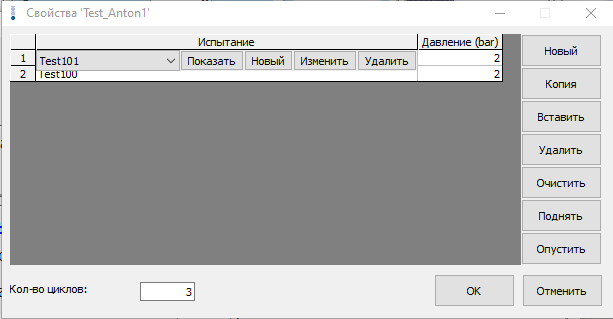 Свойства 'Test_Anton1'
Испытание Давление (bar)
1 Test101 Показать Новый Изменить Удалить 2
2 Test100 2
Новый
Копия
Вставить
Удалить
Очистить
Поднять
Опустить
Кол-во циклов: 3
OK Отменить